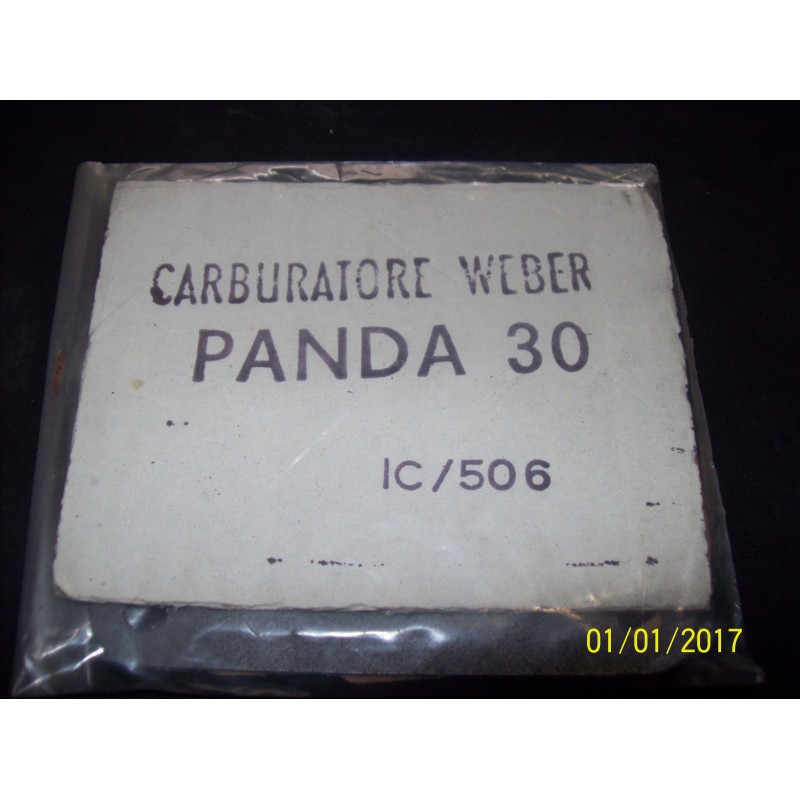 CARBURATORE WEBER
PANDA 30
IC/506
01/01/2017